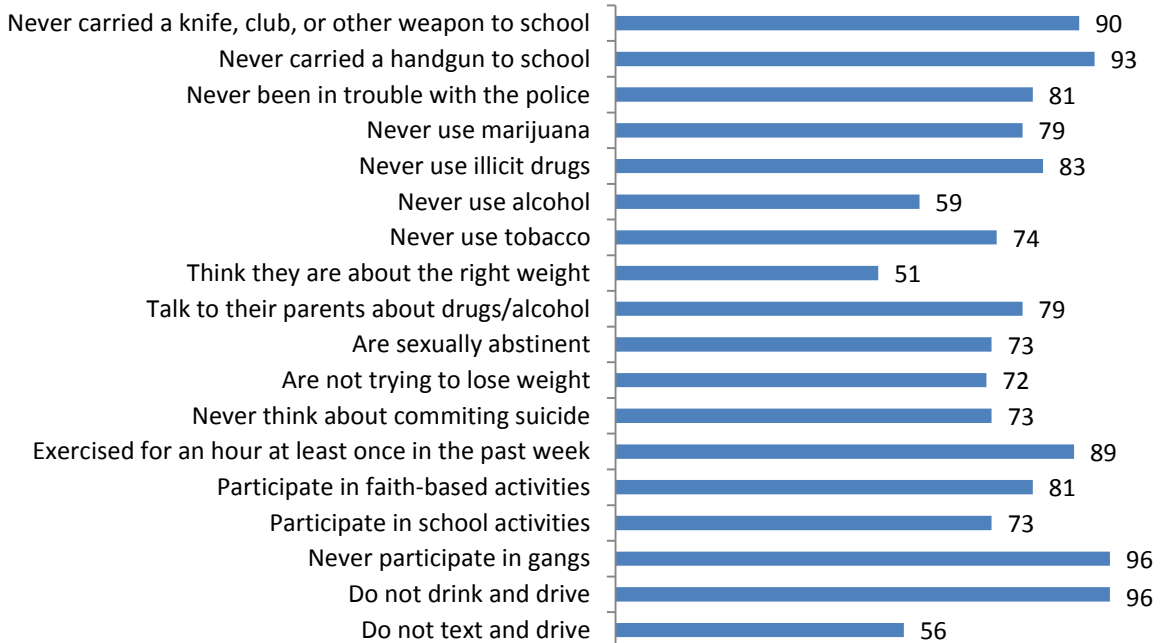 Never carried a knife, club, or other weapon to school 90
Never carried a handgun to school 93
Never been in trouble with the police 81
Never use marijuana 79
Never use illicit drugs 83
Never use alcohol 59
Never use tobacco 74
Think they are about the right weight 51
Talk to their parents about drugs/alcohol 79
Are sexually abstinent 73
Are not trying to lose weight 72
Never think about commiting suicide 73
Exercised for an hour at least once in the past week 89
Participate in faith-based activities 81
Participate in school activities 73
Never participate in gangs 96
Do not drink and drive 96
Do not text and drive 56